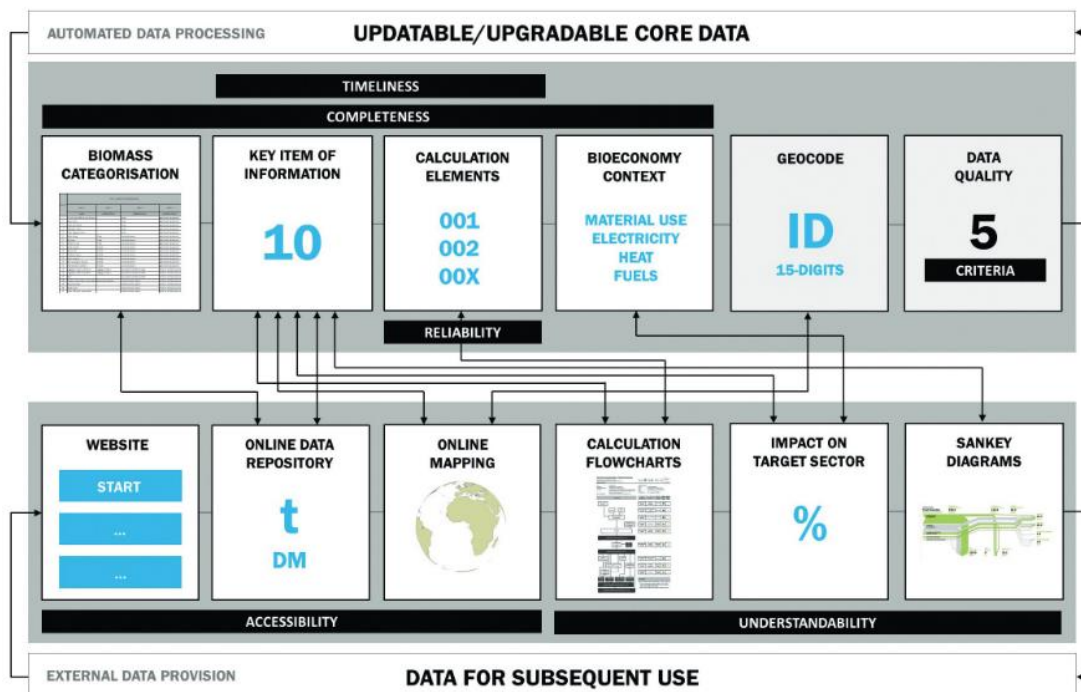 AUTOMATED DATA PROCESSING
UPDATABLE/UPGRADABLE CORE DATA
TIMELINESS
COMPLETENESS
BIOMASS
CATEGORISATION
KEY ITEM OF
INFORMATION
10
CALCULATION
ELEMENTS
001
002
00X
RELIABILITY
BIOECONOMY
CONTEXT
MATERIAL USE
ELECTRICITY
HEAT
FUELS
GEOCODE
ID
15-DIGITS
DATA
QUALITY
5
CRITERIA
WEBSITE
START
...
...
ONLINE DATA
REPOSITORY
t
DM
ONLINE
MAPPING
CALCULATION
FLOWCHARTS
IMPACT ON
TARGET SECTOR
%
SANKEY
DIAGRAMS
ACCESSIBILITY
UNDERSTANDABILITY
EXTERNAL DATA PROVISION
DATA FOR SUBSEQUENT USE